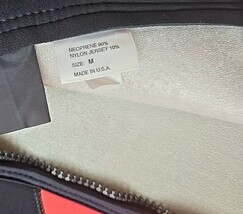 NEOPRENE 90%
NYLON JERSEY 10%
SIZE: M
MADE IN U.S.A.